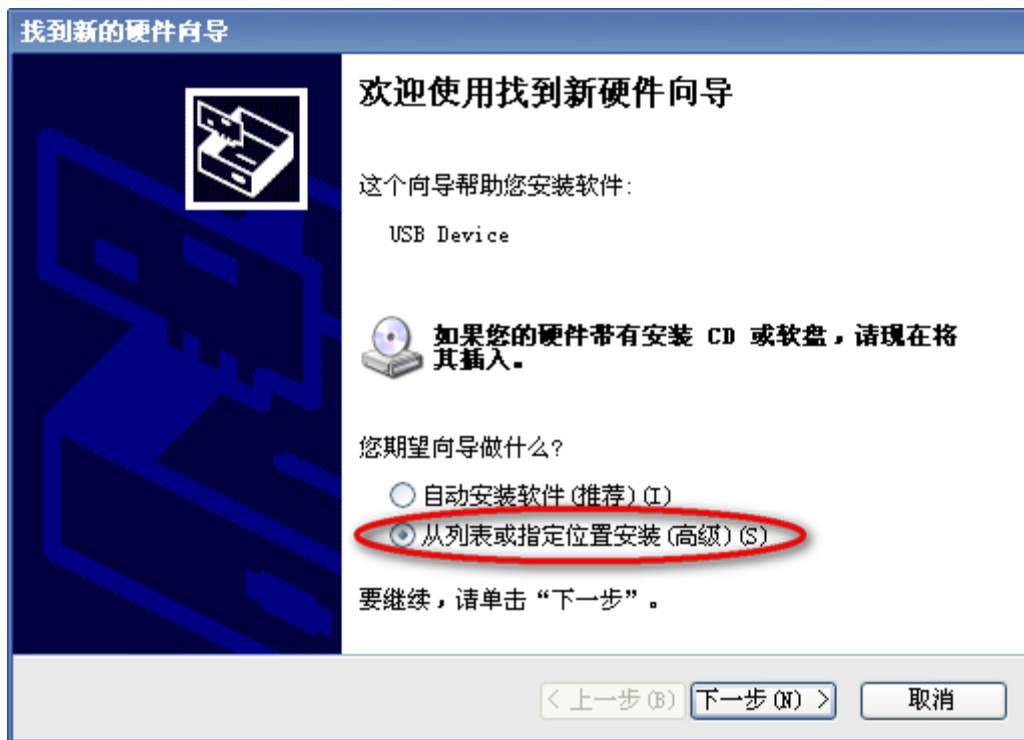 找到新的硬件向导
欢迎使用找到新硬件向导
这个向导帮助您安装软件:
USB Device
如果您的硬件带有安装 CD 或软盘，请现在将
其插入。
您期望向导做什么?
自动安装软件(推荐)(I)
从列表或指定位置安装(高级)(S)
要继续，请单击“下一步”。
< 上一步(B)
下一步(N) >
取消